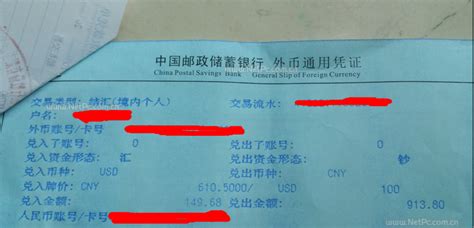 中国邮政储蓄银行 外币通用凭证
China Postal Savings Bank General Slip of Foreign Currency
交易类型: 结汇(境内个人) 交易流水:
户名:
外币账号/卡号
兑入了账号: 0 兑出了账号: 0
兑入资金形态: 汇 兑出资金形态: 钞
兑入币种: USD 兑出币种: CNY
兑入牌价: CNY 610.5000/ USD 100
兑入金额: 149.68 兑出金额: 913.80
人民币账号/卡号
www.NetPc.com.cn